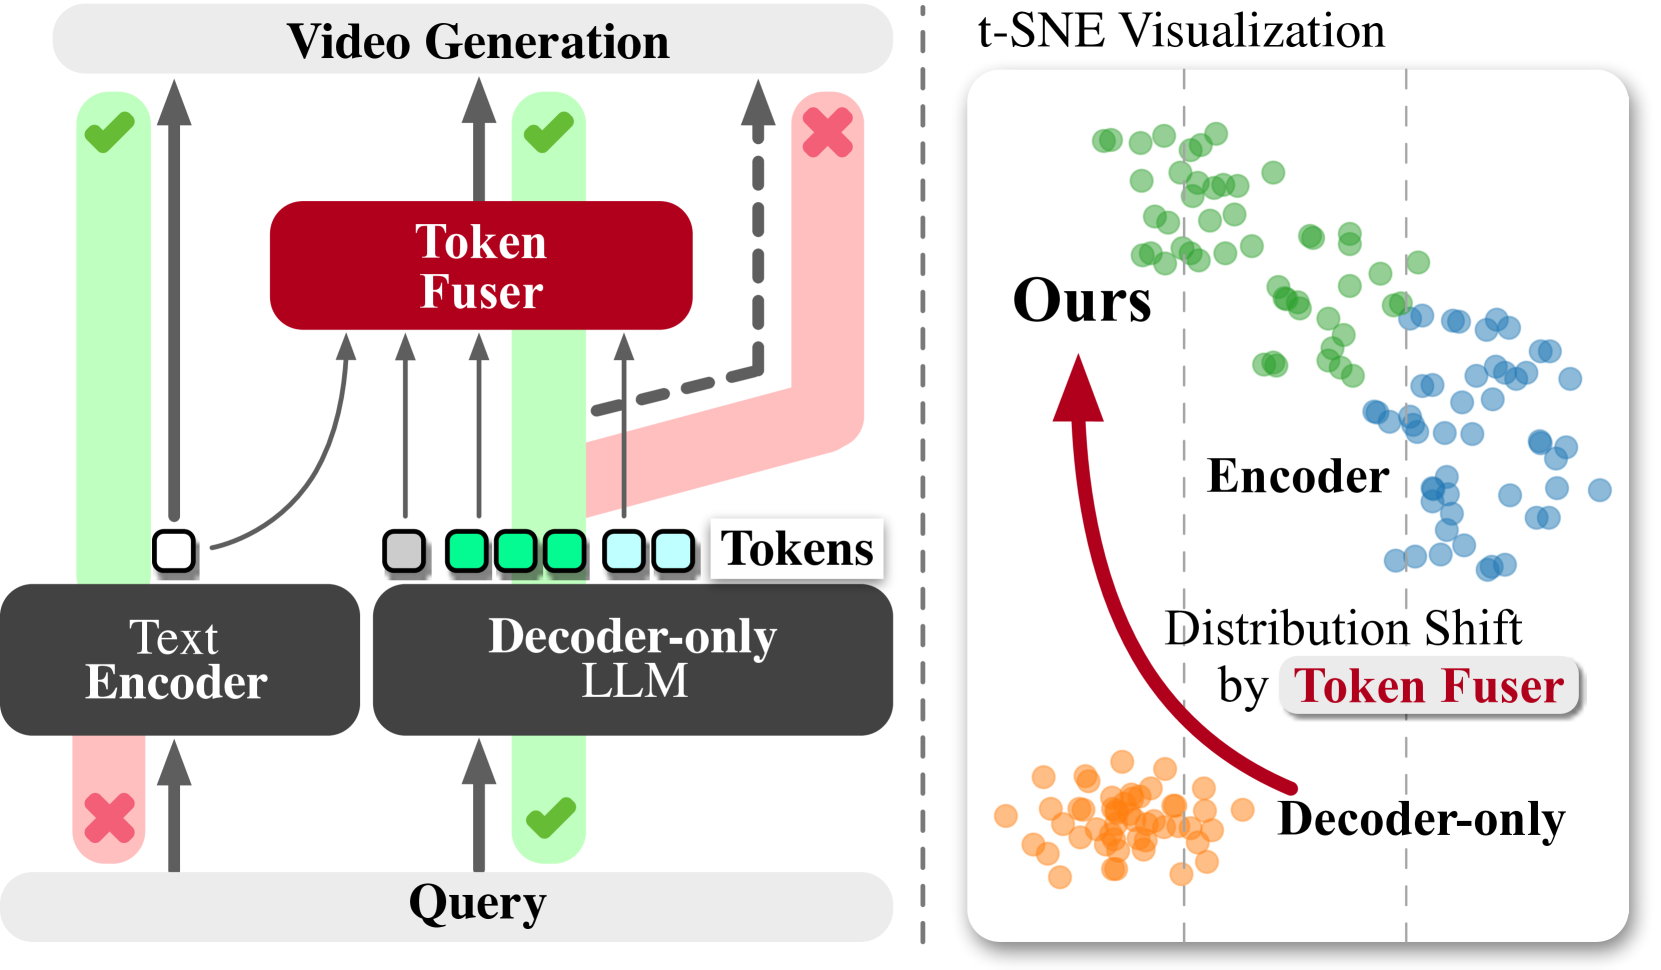 Video Generation
Token
Fuser
Tokens
Text
Encoder
Decoder-only
LLM
Query
t-SNE Visualization
Ours
Encoder
Distribution Shift
by Token Fuser
Decoder-only